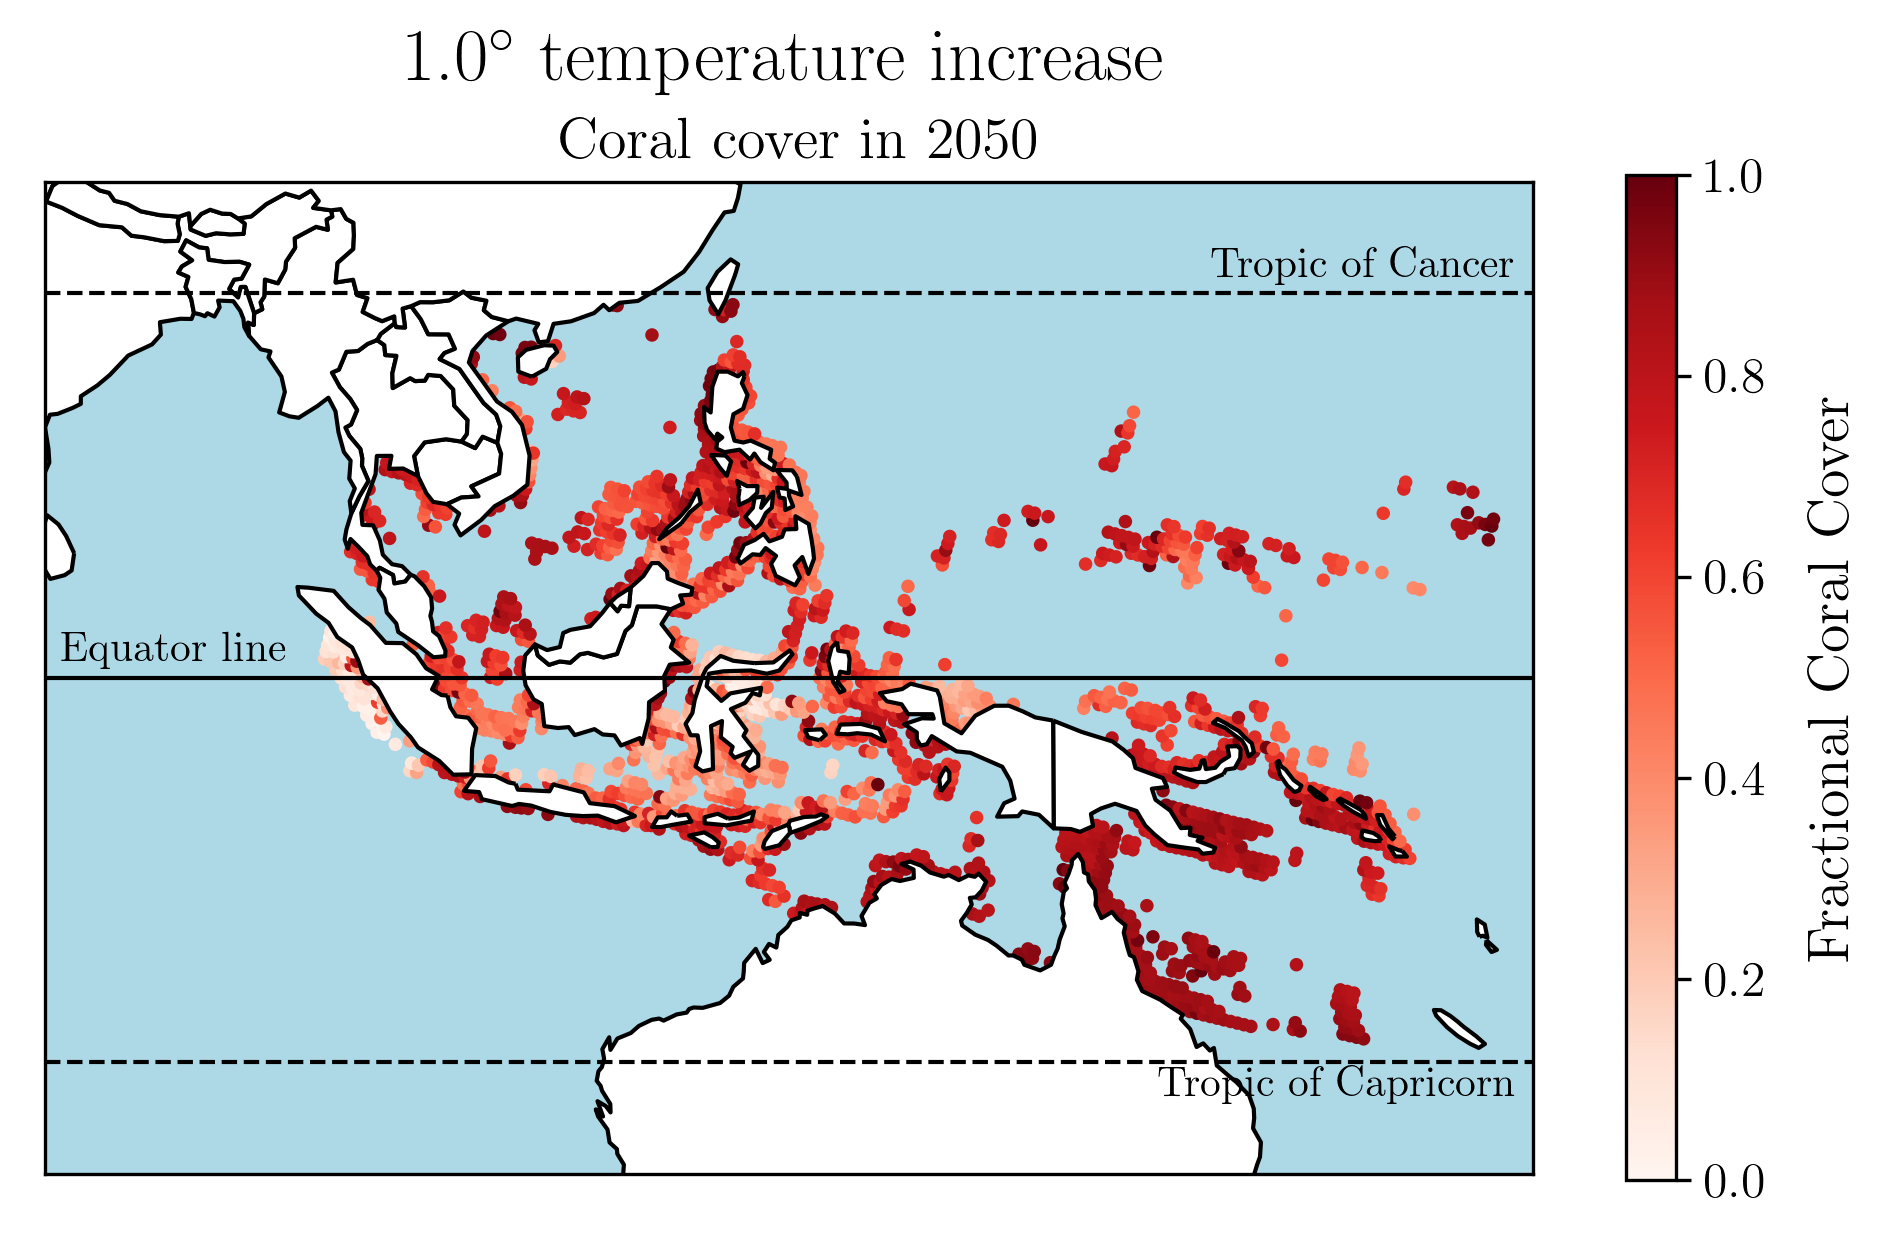 1.0° temperature increase
Coral cover in 2050
Tropic of Cancer
Equator line
Tropic of Capricorn
1.0
0.8
0.6
0.4
0.2
0.0
Fractional Coral Cover